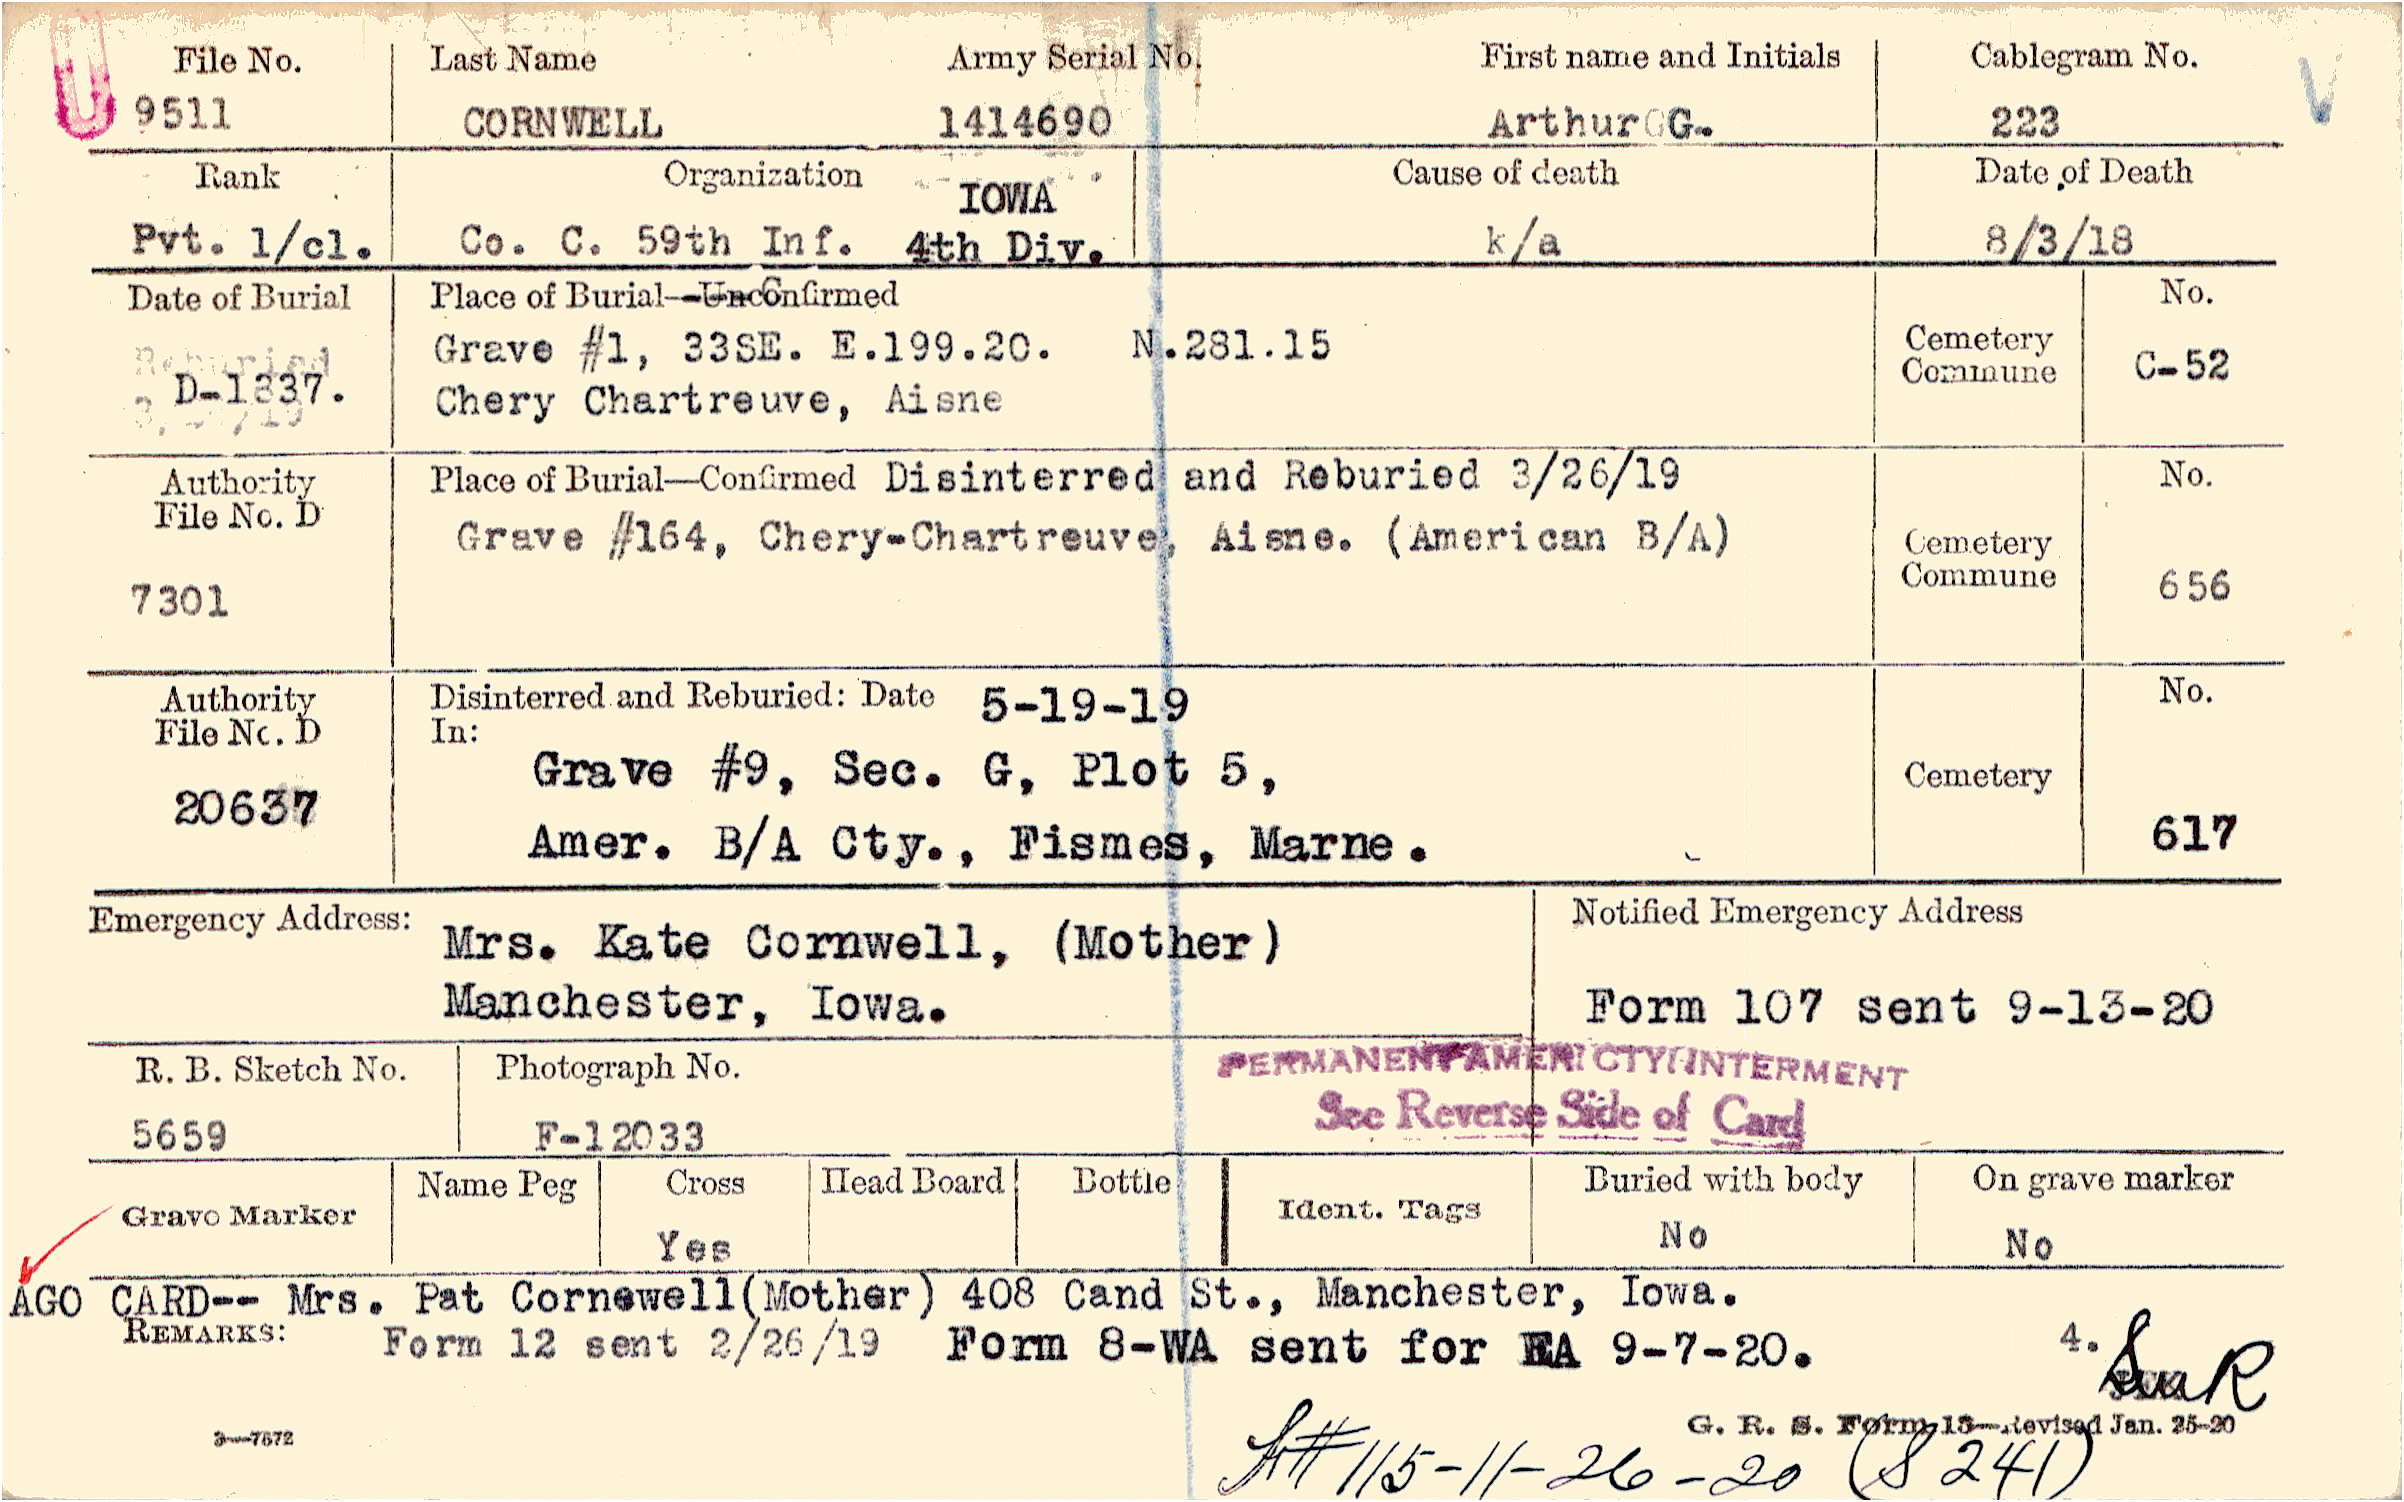 File No. Last Name Army Serial No. First name and Initials Cablegram No.
9511 CORNWELL 1414690 Arthur G. 223
Rank Organization Cause of death Date of Death
IOWA
Pvt. 1/cl. Co. C. 59th Inf. 4th Div. k/a 8/3/18
Date of Burial Place of Burial—Unconfirmed No.
Grave #1, 33SE. E.199.20. N.281.15
Cemetery
Commune C-52
Reburied
D-1337.
Chery Chartreuve, Aisne
Authority Place of Burial—Confirmed Disinterred and Reburied 3/26/19 No.
File No. D
Grave #164, Chery-Chartreuve, Aisne. (American B/A)
Cemetery
Commune
7301 656
Authority Disinterred and Reburied: Date 5-19-19 No.
File No. D In:
Grave #9, Sec. G, Plot 5,
Cemetery
20637
Amer. B/A Cty., Fismes, Marne. 617
Emergency Address: Notified Emergency Address
Mrs. Kate Cornwell, (Mother)
Manchester, Iowa. Form 107 sent 9-13-20
R. B. Sketch No. Photograph No. PERMANENT AMERI CTY INTERMENT
5659 F-12033 See Reverse Side of Card
Grave Marker Name Peg Cross Head Board Bottle Ident. Tags Buried with body On grave marker
Yes No No
AGO CARD-- Mrs. Pat Cornewell(Mother) 408 Cand St., Manchester, Iowa.
REMARKS: Form 12 sent 2/26/19 Form 8-WA sent for EA 9-7-20. 4.
3—7672 G. R. S. Form 13—Revised Jan. 25-20
# 115-11-26-20 (S 241)